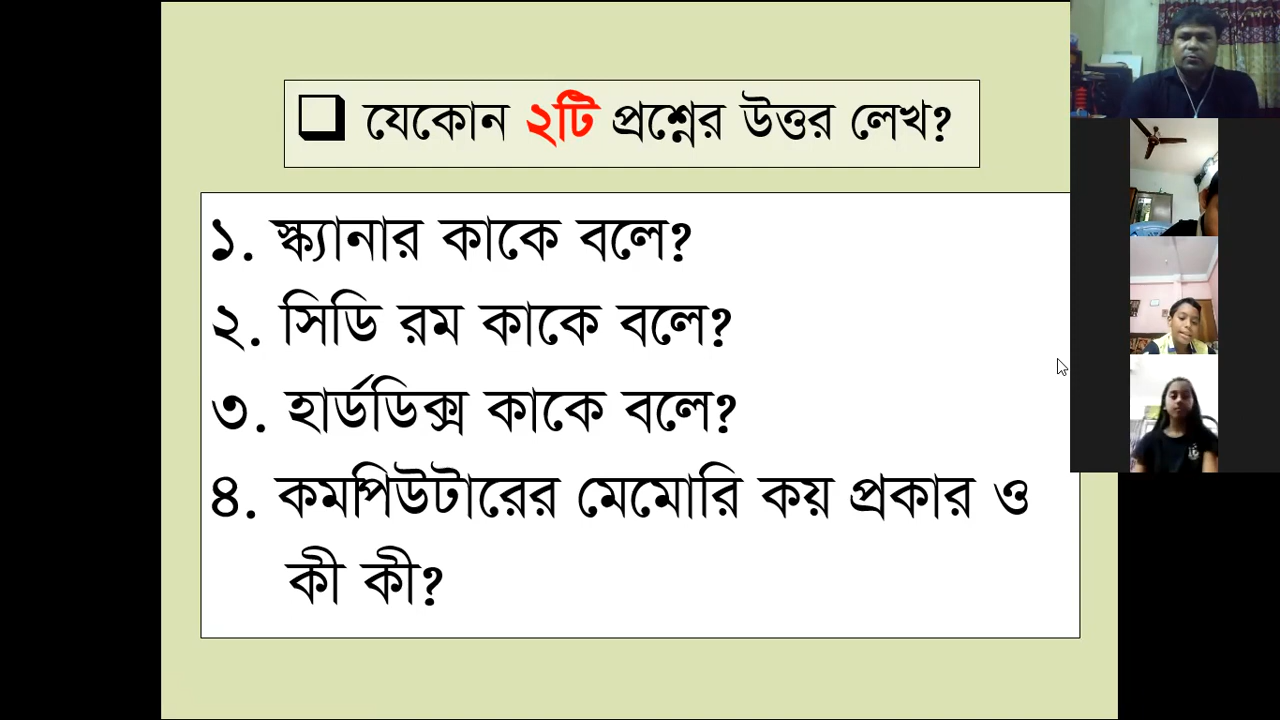 যেকোন ২টি প্রশ্নের উত্তর লেখ?
১. স্ক্যানার কাকে বলে?
২. সিডি রম কাকে বলে?
৩. হার্ডডিক্স কাকে বলে?
৪. কমপিউটারের মেমোরি কয় প্রকার ও
কী কী?